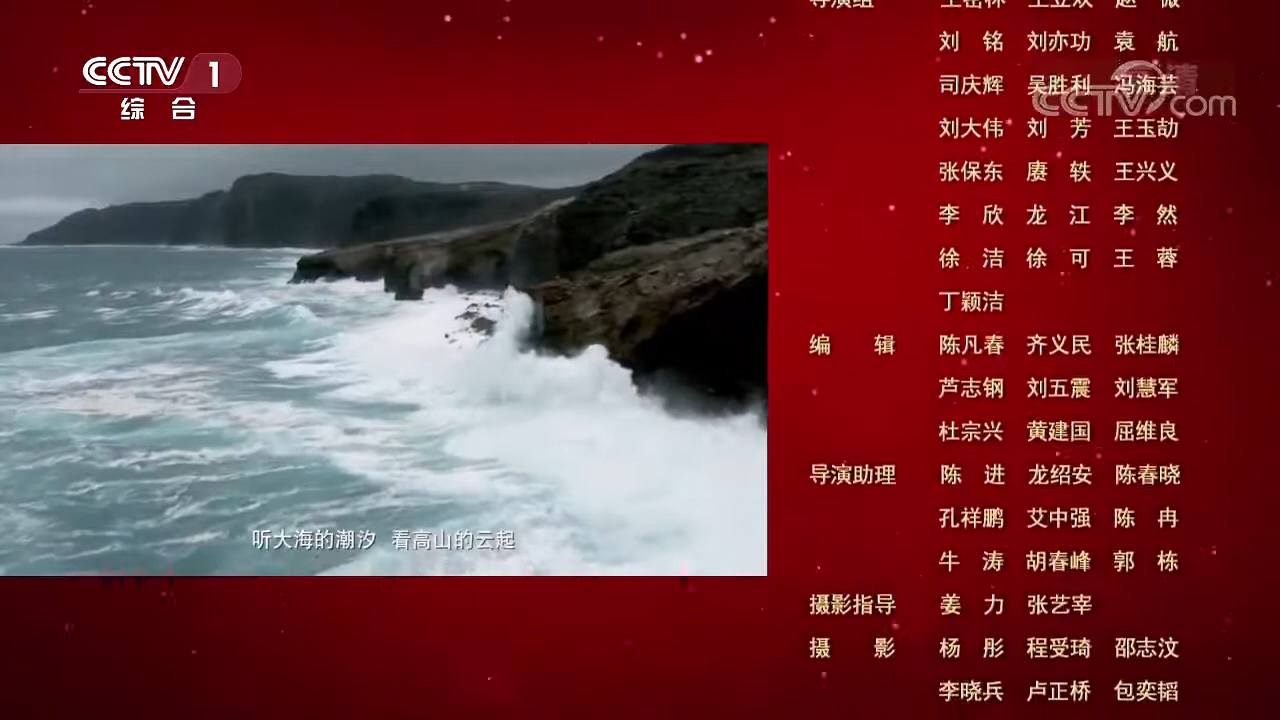 CCTV 1
综合
CCTV com
听大海的潮汐 看高山的云起
刘 铭 刘亦功 袁 航
司庆辉 吴胜利 冯海芸
刘大伟 刘 芳 王玉劼
张保东 赓 轶 王兴义
李 欣 龙 江 李 然
徐 洁 徐 可 王 蓉
丁颖洁
编 辑 陈凡春 齐义民 张桂麟
芦志钢 刘五震 刘慧军
杜宗兴 黄建国 屈维良
导演助理 陈 进 龙绍安 陈春晓
孔祥鹏 艾中强 陈 冉
牛 涛 胡春峰 郭 栋
摄影指导 姜 力 张艺宰
摄 影 杨 彤 程受琦 邵志汶
李晓兵 卢正桥 包奕韬